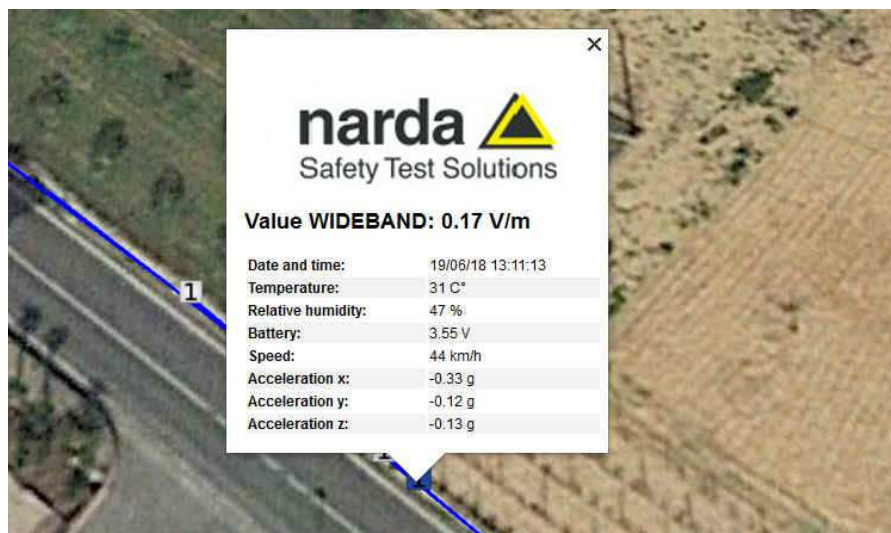 ×
narda
Safety Test Solutions
Value WIDEBAND: 0.17 V/m
Date and time: 19/06/18 13:11:13
Temperature: 31 C°
Relative humidity: 47 %
Battery: 3.55 V
Speed: 44 km/h
Acceleration x: -0.33 g
Acceleration y: -0.12 g
Acceleration z: -0.13 g
1
1
1